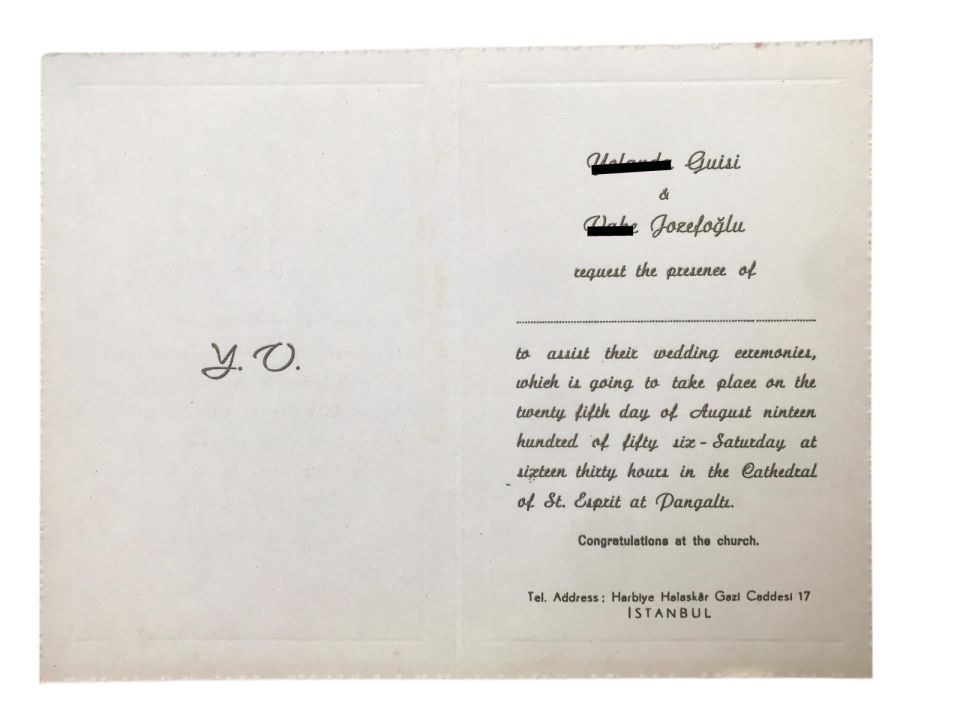 Y. V.
Guisi
&
Jozefoğlu
request the presence of
to assist their wedding ceremonies,
which is going to take place on the
twenty fifth day of August ninteen
hundred of fifty six - Saturday at
sixteen thirty hours in the Cathedral
of St. Esprit at Pangaltı.
Congratulations at the church.
Tel. Address : Harbiye Halaskâr Gazi Caddesi 17
İSTANBUL